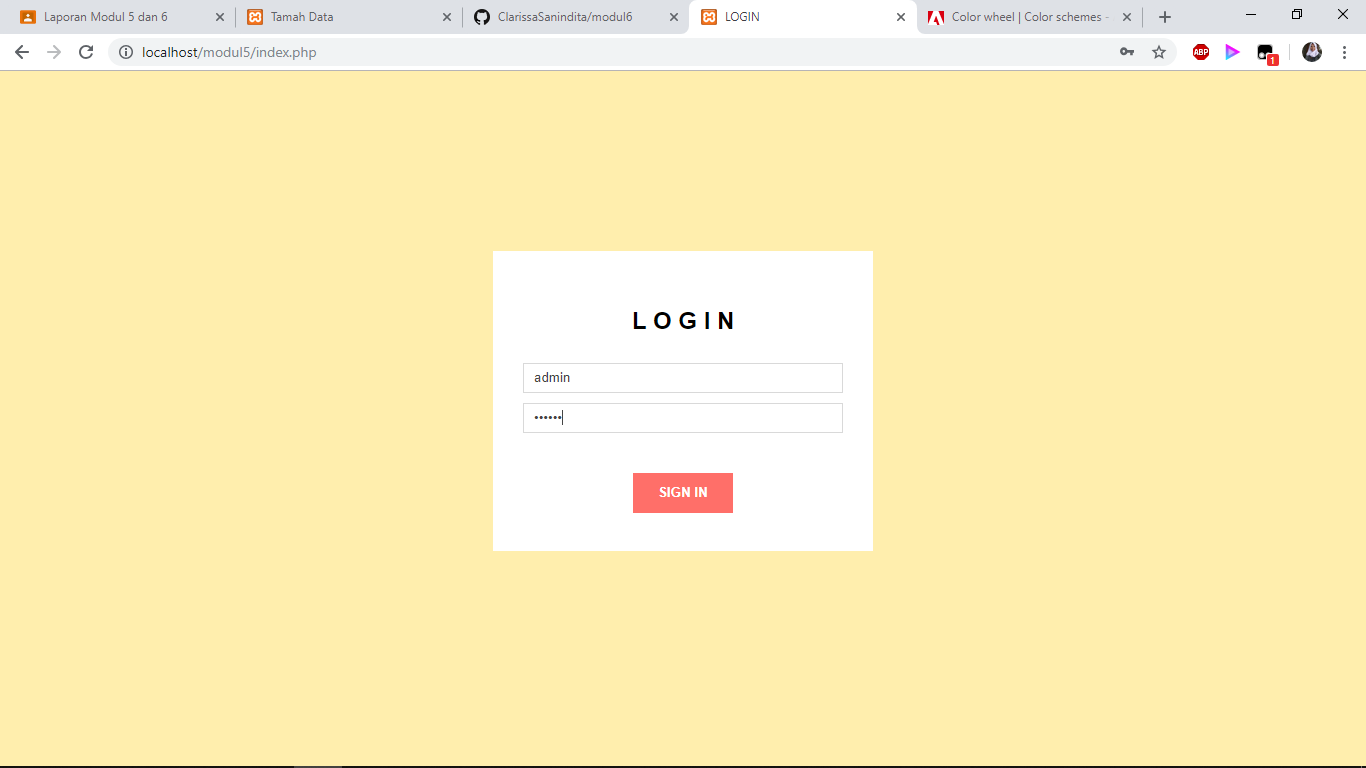 Laporan Modul 5 dan 6
Tamah Data
ClarissaSanindita/modul6
LOGIN
Color wheel | Color schemes -
localhost/modul5/index.php
ABP
1
LOGIN
admin
••••••
SIGN IN